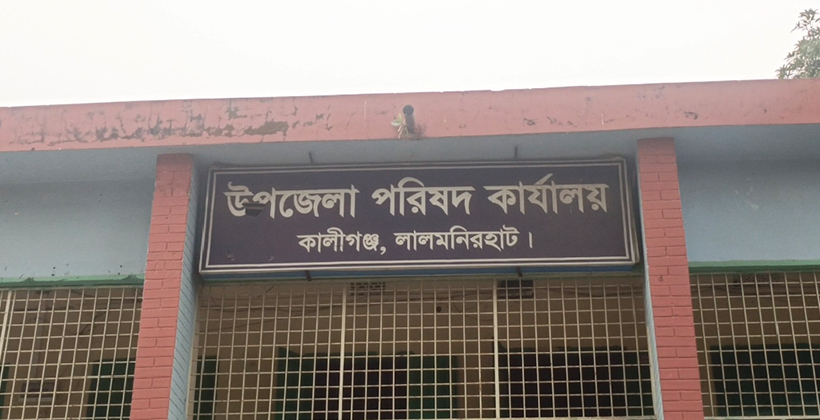 উপজেলা পরিষদ কার্যালয়
কালীগঞ্জ, লালমনিরহাট।